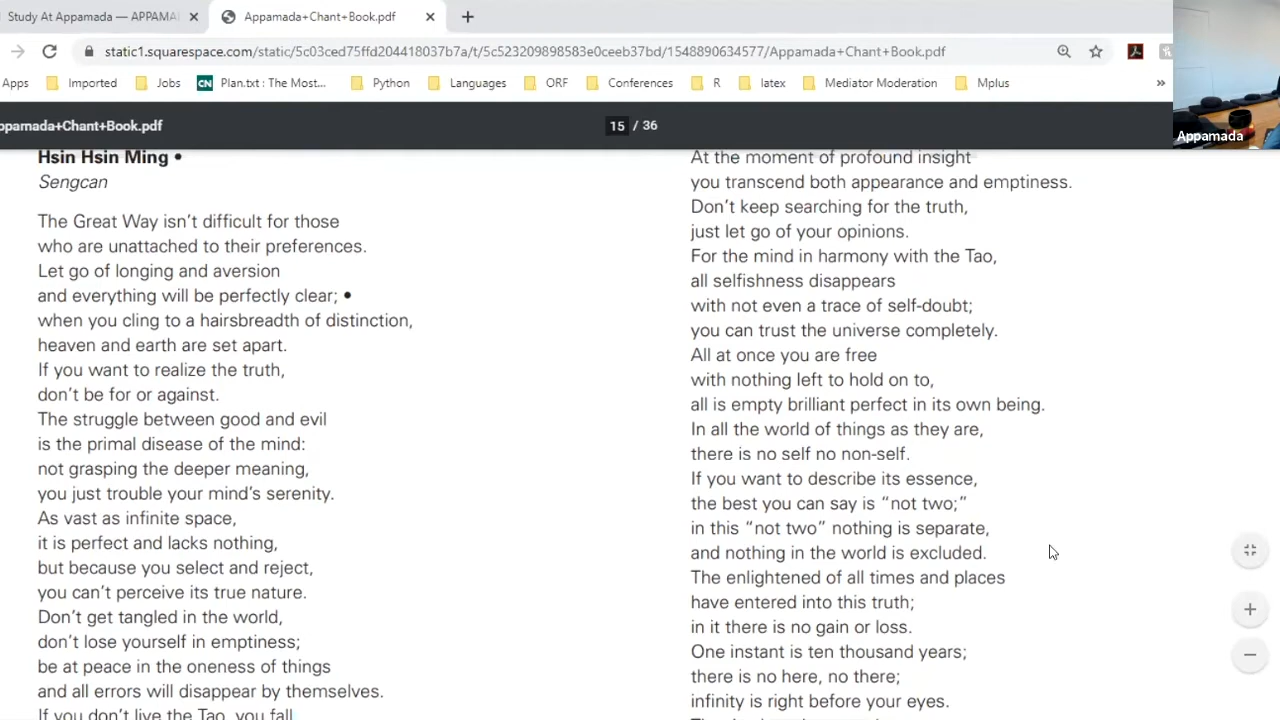 Study At Appamada — APPAMA
Appamada+Chant+Book.pdf
static1.squarespace.com/static/5c03ced75ffd204418037b7a/t/5c523209898583e0ceeb37bd/1548890634577/Appamada+Chant+Book.pdf
Apps Imported Jobs CN Plan.txt : The Most... Python Languages ORF Conferences R latex Mediator Moderation Mplus »
ppamada+Chant+Book.pdf
15 / 36
Appamada
Hsin Hsin Ming •
Sengcan
The Great Way isn't difficult for those
who are unattached to their preferences.
Let go of longing and aversion
and everything will be perfectly clear; •
when you cling to a hairsbreadth of distinction,
heaven and earth are set apart.
If you want to realize the truth,
don't be for or against.
The struggle between good and evil
is the primal disease of the mind:
not grasping the deeper meaning,
you just trouble your mind's serenity.
As vast as infinite space,
it is perfect and lacks nothing,
but because you select and reject,
you can't perceive its true nature.
Don't get tangled in the world,
don't lose yourself in emptiness;
be at peace in the oneness of things
and all errors will disappear by themselves.
If you don't live the Tao, you fall
At the moment of profound insight
you transcend both appearance and emptiness.
Don't keep searching for the truth,
just let go of your opinions.
For the mind in harmony with the Tao,
all selfishness disappears
with not even a trace of self-doubt;
you can trust the universe completely.
All at once you are free
with nothing left to hold on to,
all is empty brilliant perfect in its own being.
In all the world of things as they are,
there is no self no non-self.
If you want to describe its essence,
the best you can say is “not two;”
in this “not two” nothing is separate,
and nothing in the world is excluded.
The enlightened of all times and places
have entered into this truth;
in it there is no gain or loss.
One instant is ten thousand years;
there is no here, no there;
infinity is right before your eyes.